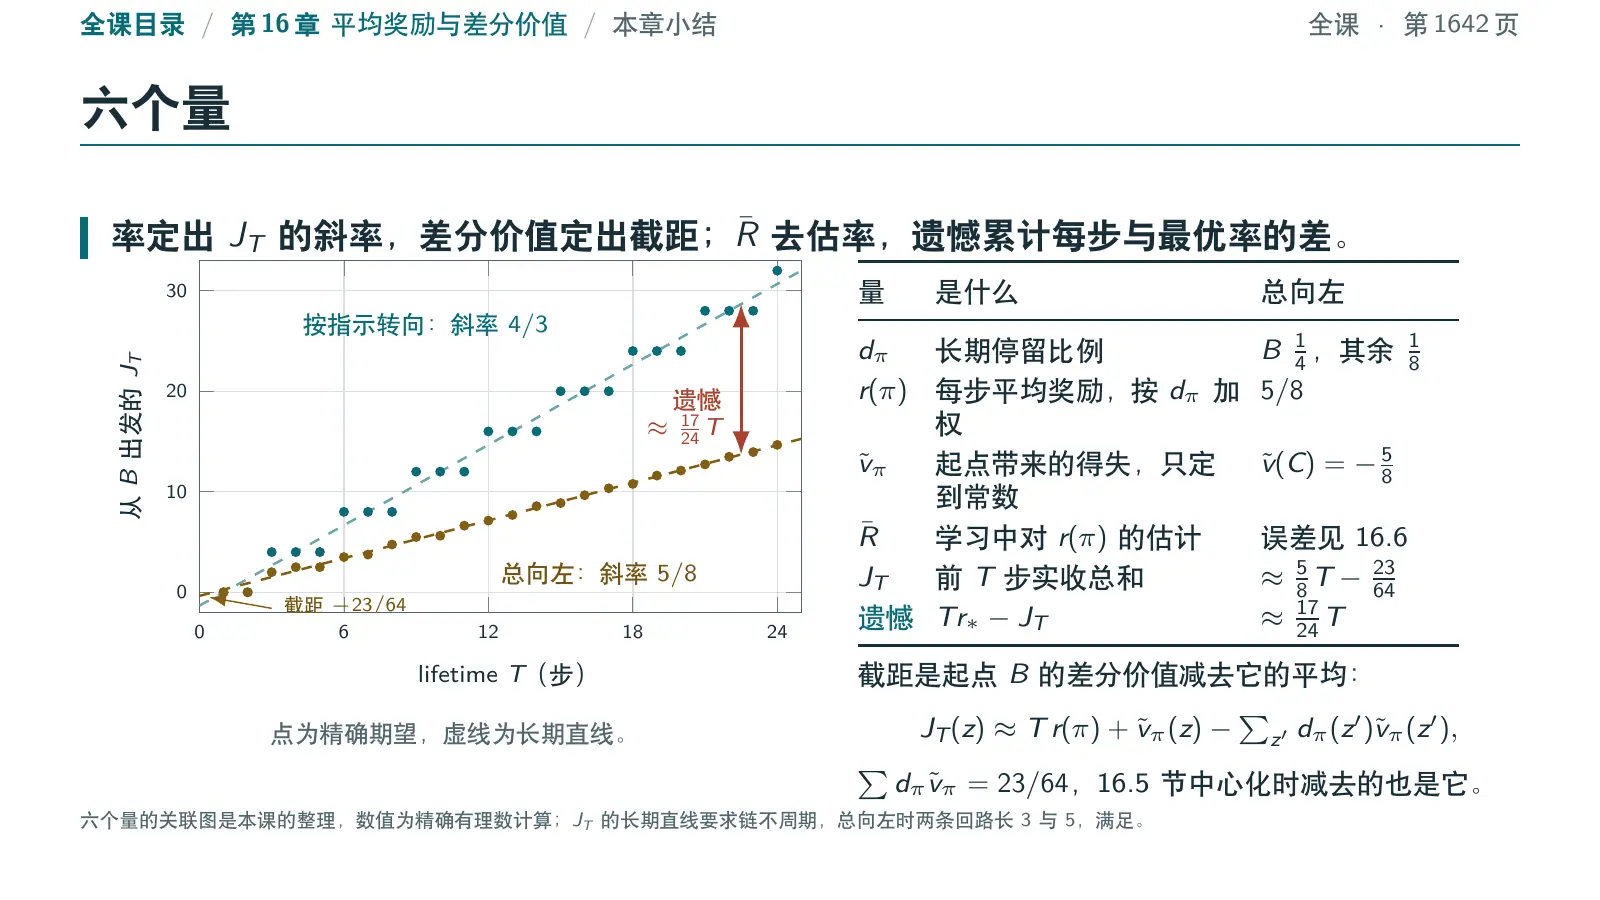 全课目录 / 第 16 章 平均奖励与差分价值 / 本章小结
全课 · 第 1642 页
六个量
率定出 J_T 的斜率，差分价值定出截距；R̄ 去估率，遗憾累计每步与最优率的差。
30
20
10
0
0 6 12 18 24
从 B 出发的 J_T
lifetime T（步）
按指示转向：斜率 4/3
遗憾
≈ 17/24 T
总向左：斜率 5/8
截距 −23/64
点为精确期望，虚线为长期直线。
量 是什么 总向左
d_π 长期停留比例 B 1/4，其余 1/8
r(π) 每步平均奖励，按 d_π 加 5/8
权
ṽ_π 起点带来的得失，只定 ṽ(C) = −5/8
到常数
R̄ 学习中对 r(π) 的估计 误差见 16.6
J_T 前 T 步实收总和 ≈ 5/8 T − 23/64
遗憾 Tr_* − J_T ≈ 17/24 T
截距是起点 B 的差分价值减去它的平均：
J_T(z) ≈ T r(π) + ṽ_π(z) − ∑_z′ d_π(z′)ṽ_π(z′),
∑ d_π ṽ_π = 23/64，16.5 节中心化时减去的也是它。
六个量的关联图是本课的整理，数值为精确有理数计算；J_T 的长期直线要求链不周期，总向左时两条回路长 3 与 5，满足。